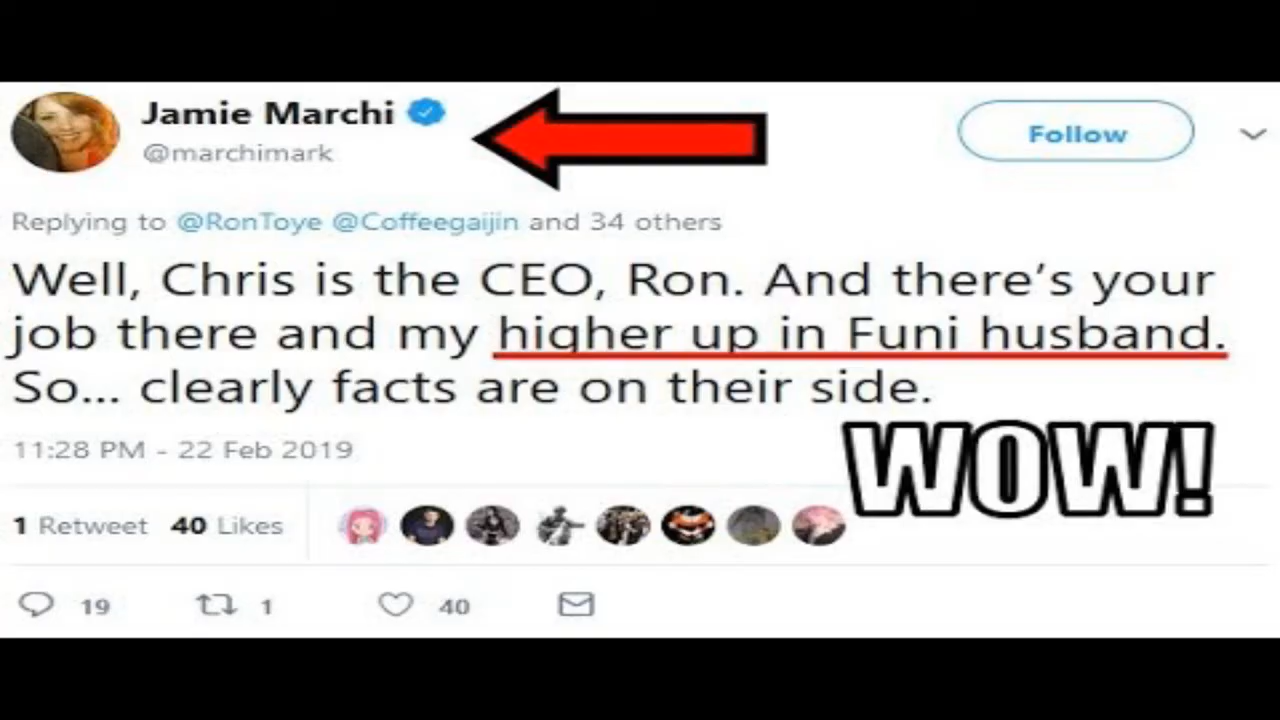 Jamie Marchi
@marchimark
Follow
Replying to @RonToye @Coffeegaijin and 34 others
Well, Chris is the CEO, Ron. And there's your
job there and my higher up in Funi husband.
So... clearly facts are on their side.
11:28 PM - 22 Feb 2019
WOW!
1 Retweet 40 Likes
19 1 40